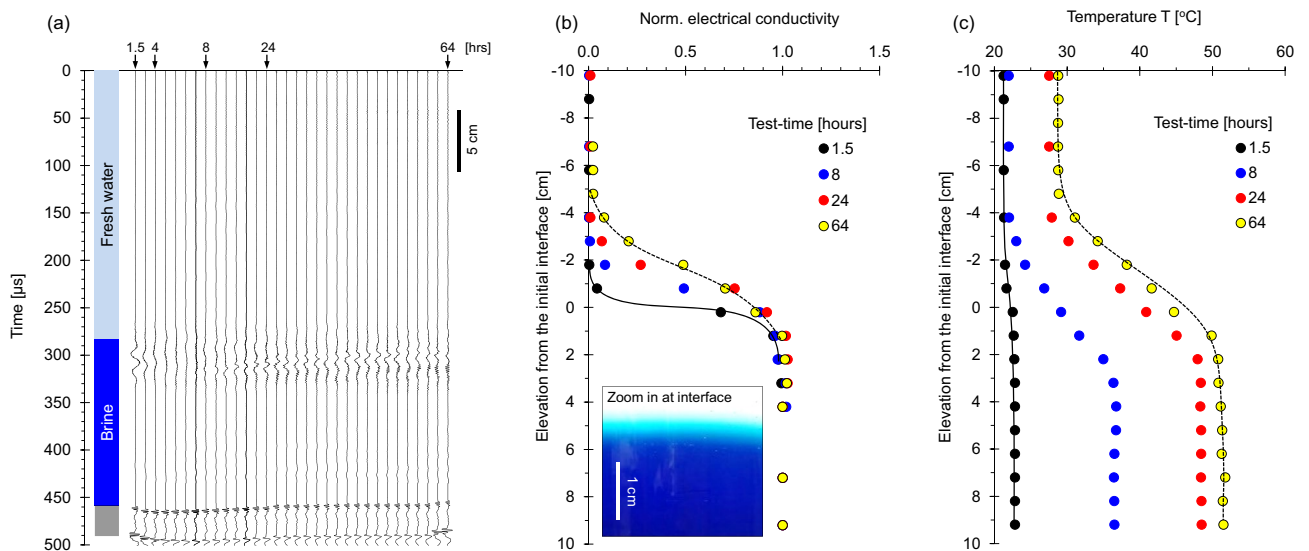 (a)
1.5 4 8 24 64 [hrs]
0
50
100
150
200
250
300
350
400
450
500
Time [µs]
Fresh water
Brine
5 cm
(b)
Norm. electrical conductivity
0.0 0.5 1.0 1.5
-10
-8
-6
-4
-2
0
2
4
6
8
10
Elevation from the initial interface [cm]
Test-time [hours]
1.5
8
24
64
Zoom in at interface
1 cm
(c)
Temperature T [°C]
20 30 40 50 60
-10
-8
-6
-4
-2
0
2
4
6
8
10
Elevation from the initial interface [cm]
Test-time [hours]
1.5
8
24
64